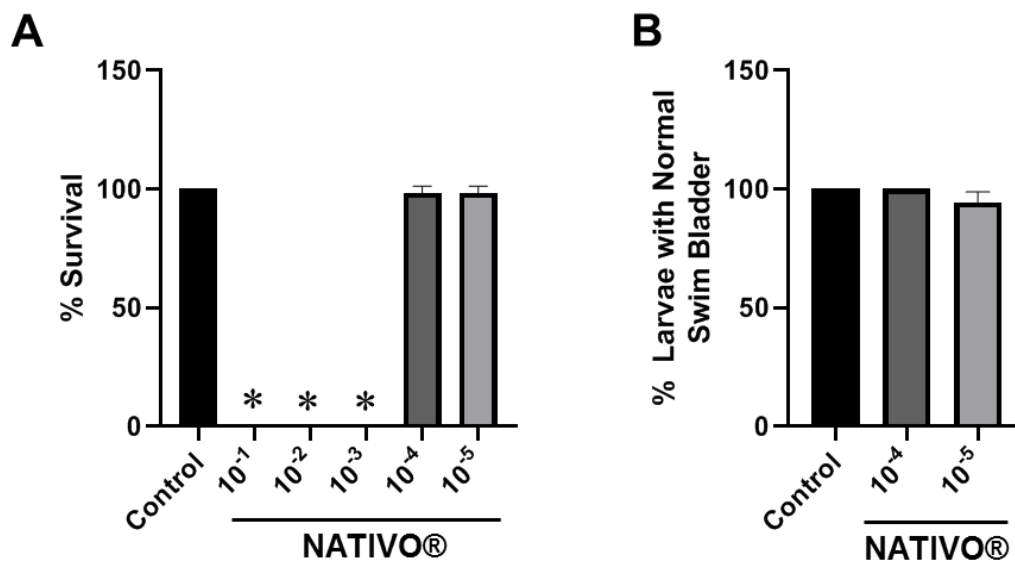 A
% Survival
150
100
50
0
* * *
Control
10⁻¹
10⁻²
10⁻³
10⁻⁴
10⁻⁵
NATIVO®
B
% Larvae with Normal
Swim Bladder
150
100
50
0
Control
10⁻⁴
10⁻⁵
NATIVO®